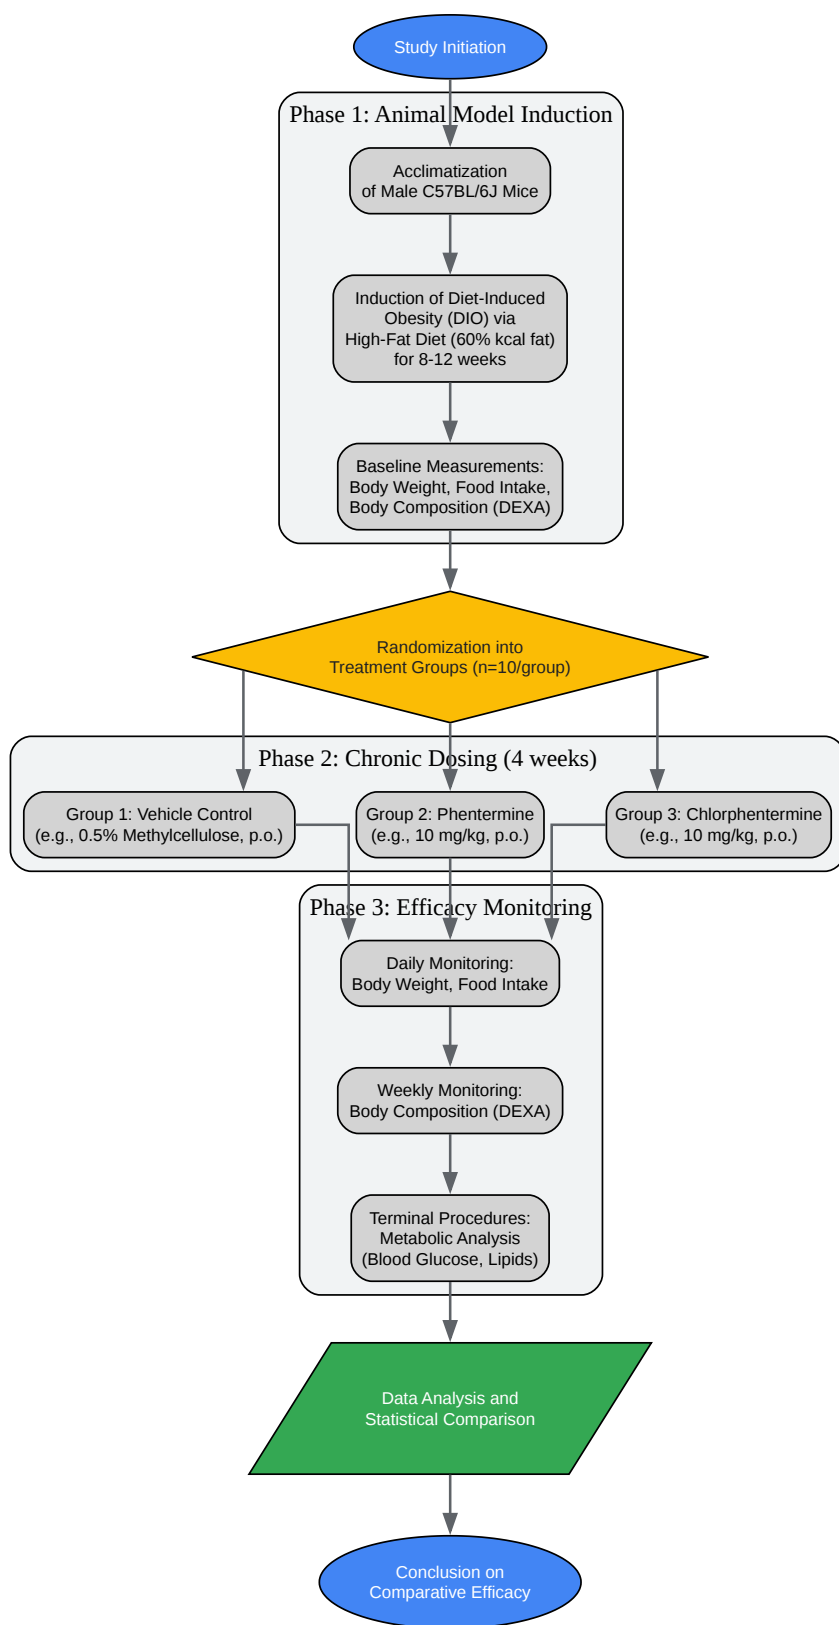 Study Initiation
Phase 1: Animal Model Induction
Acclimatization
of Male C57BL/6J Mice
Induction of Diet-Induced
Obesity (DIO) via
High-Fat Diet (60% kcal fat)
for 8-12 weeks
Baseline Measurements:
Body Weight, Food Intake,
Body Composition (DEXA)
Randomization into
Treatment Groups (n=10/group)
Phase 2: Chronic Dosing (4 weeks)
Group 1: Vehicle Control
(e.g., 0.5% Methylcellulose, p.o.)
Group 2: Phentermine
(e.g., 10 mg/kg, p.o.)
Group 3: Chlorphentermine
(e.g., 10 mg/kg, p.o.)
Phase 3: Efficacy Monitoring
Daily Monitoring:
Body Weight, Food Intake
Weekly Monitoring:
Body Composition (DEXA)
Terminal Procedures:
Metabolic Analysis
(Blood Glucose, Lipids)
Data Analysis and
Statistical Comparison
Conclusion on
Comparative Efficacy